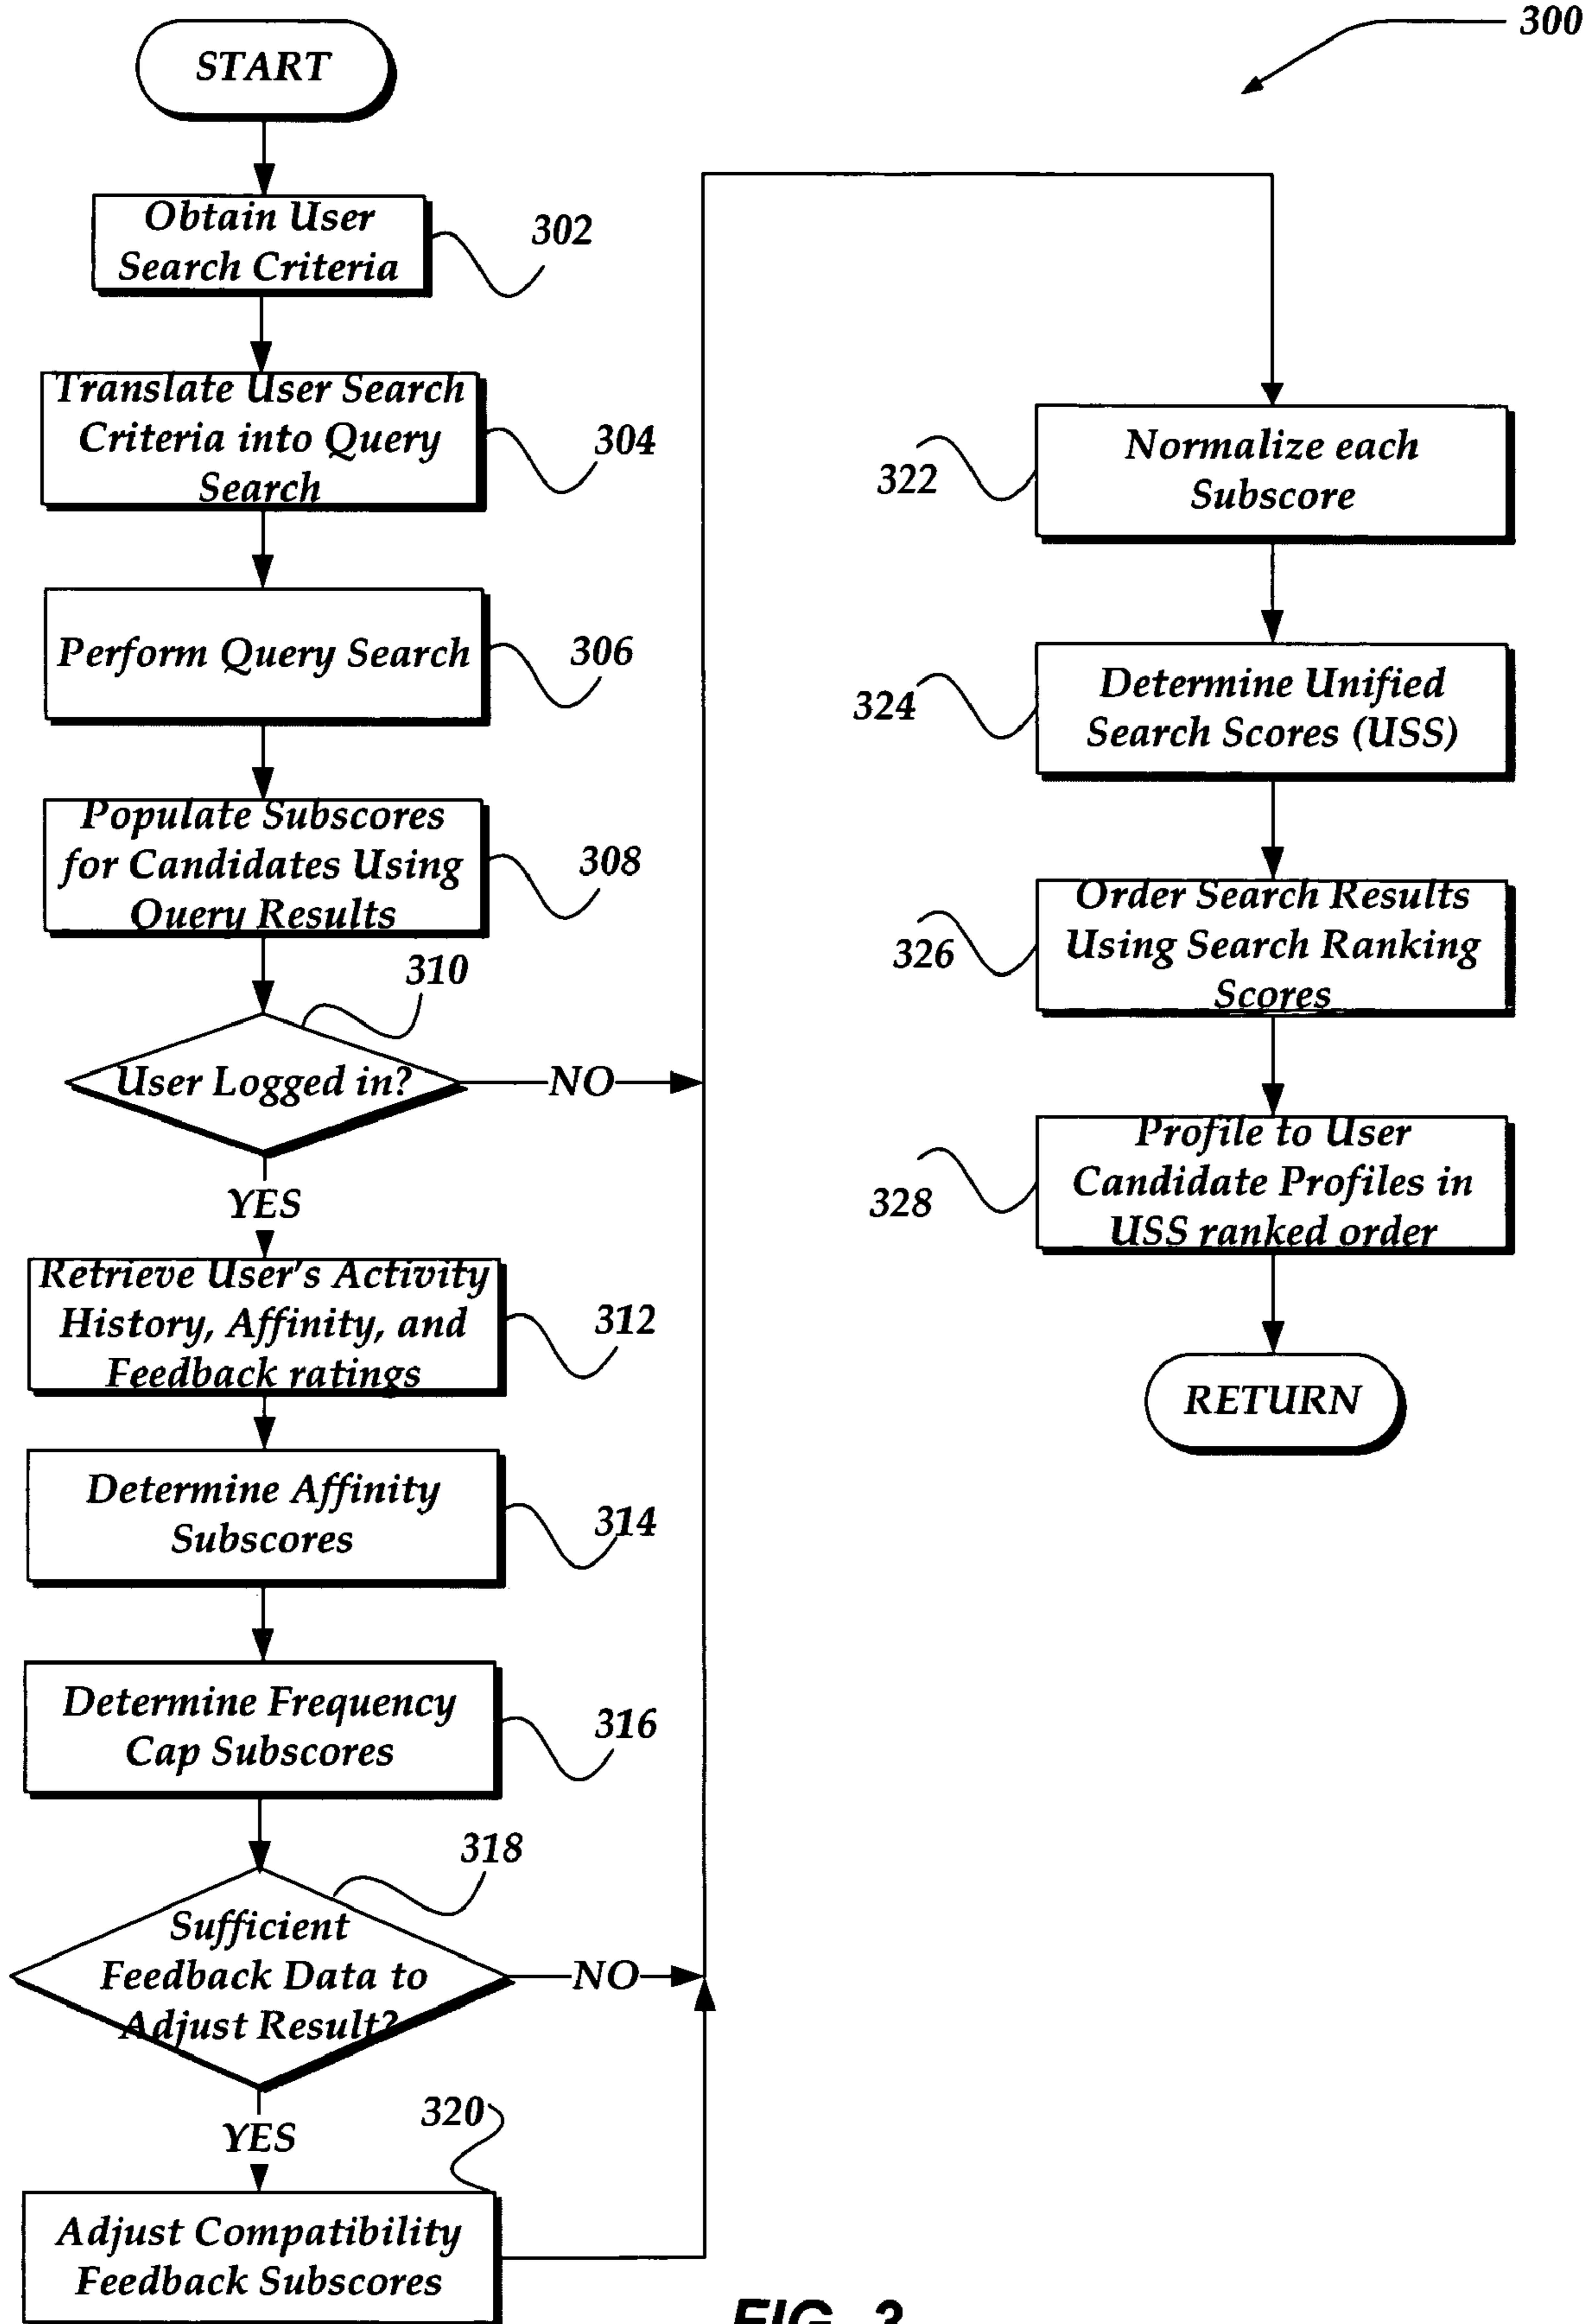 300
START
Obtain User
Search Criteria
302
Translate User Search
Criteria into Query
Search
304
Perform Query Search
306
Populate Subscores
for Candidates Using
Query Results
308
310
User Logged in?
NO
YES
Retrieve User's Activity
History, Affinity, and
Feedback ratings
312
Determine Affinity
Subscores
314
Determine Frequency
Cap Subscores
316
318
Sufficient
Feedback Data to
Adjust Result?
NO
YES
320
Adjust Compatibility
Feedback Subscores
Normalize each
Subscore
322
Determine Unified
Search Scores (USS)
324
Order Search Results
Using Search Ranking
Scores
326
Profile to User
Candidate Profiles in
USS ranked order
328
RETURN
FIG. 3